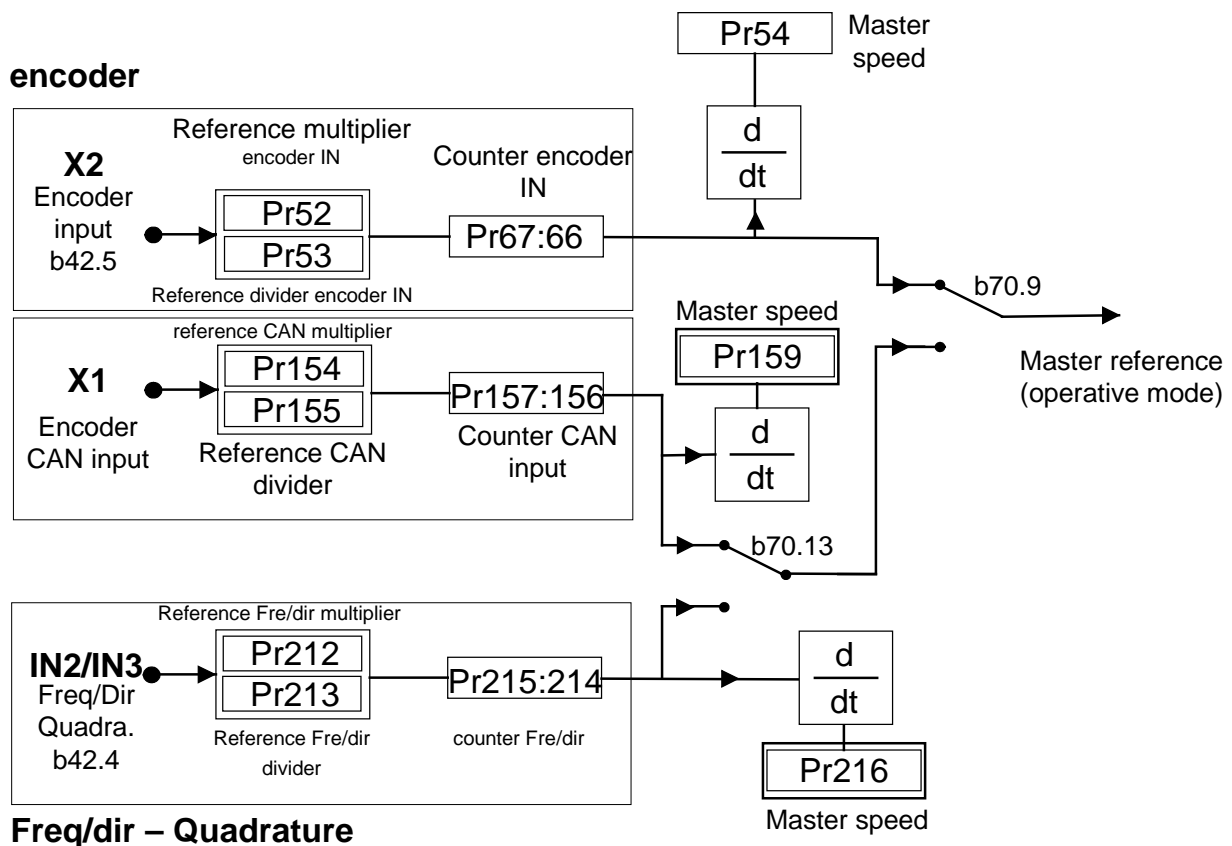 Pr54
Master
speed
encoder
d
dt
Reference multiplier
encoder IN
X2
Encoder
input
b42.5
Pr52
Pr53
Reference divider encoder IN
Counter encoder
IN
Pr67:66
b70.9
Master reference
(operative mode)
reference CAN multiplier
X1
Encoder
CAN input
Pr154
Pr155
Reference CAN
divider
Pr157:156
Counter CAN
input
Master speed
Pr159
d
dt
b70.13
Reference Fre/dir multiplier
IN2/IN3
Freq/Dir
Quadra.
b42.4
Pr212
Pr213
Reference Fre/dir
divider
Pr215:214
counter Fre/dir
d
dt
Pr216
Master speed
Freq/dir – Quadrature